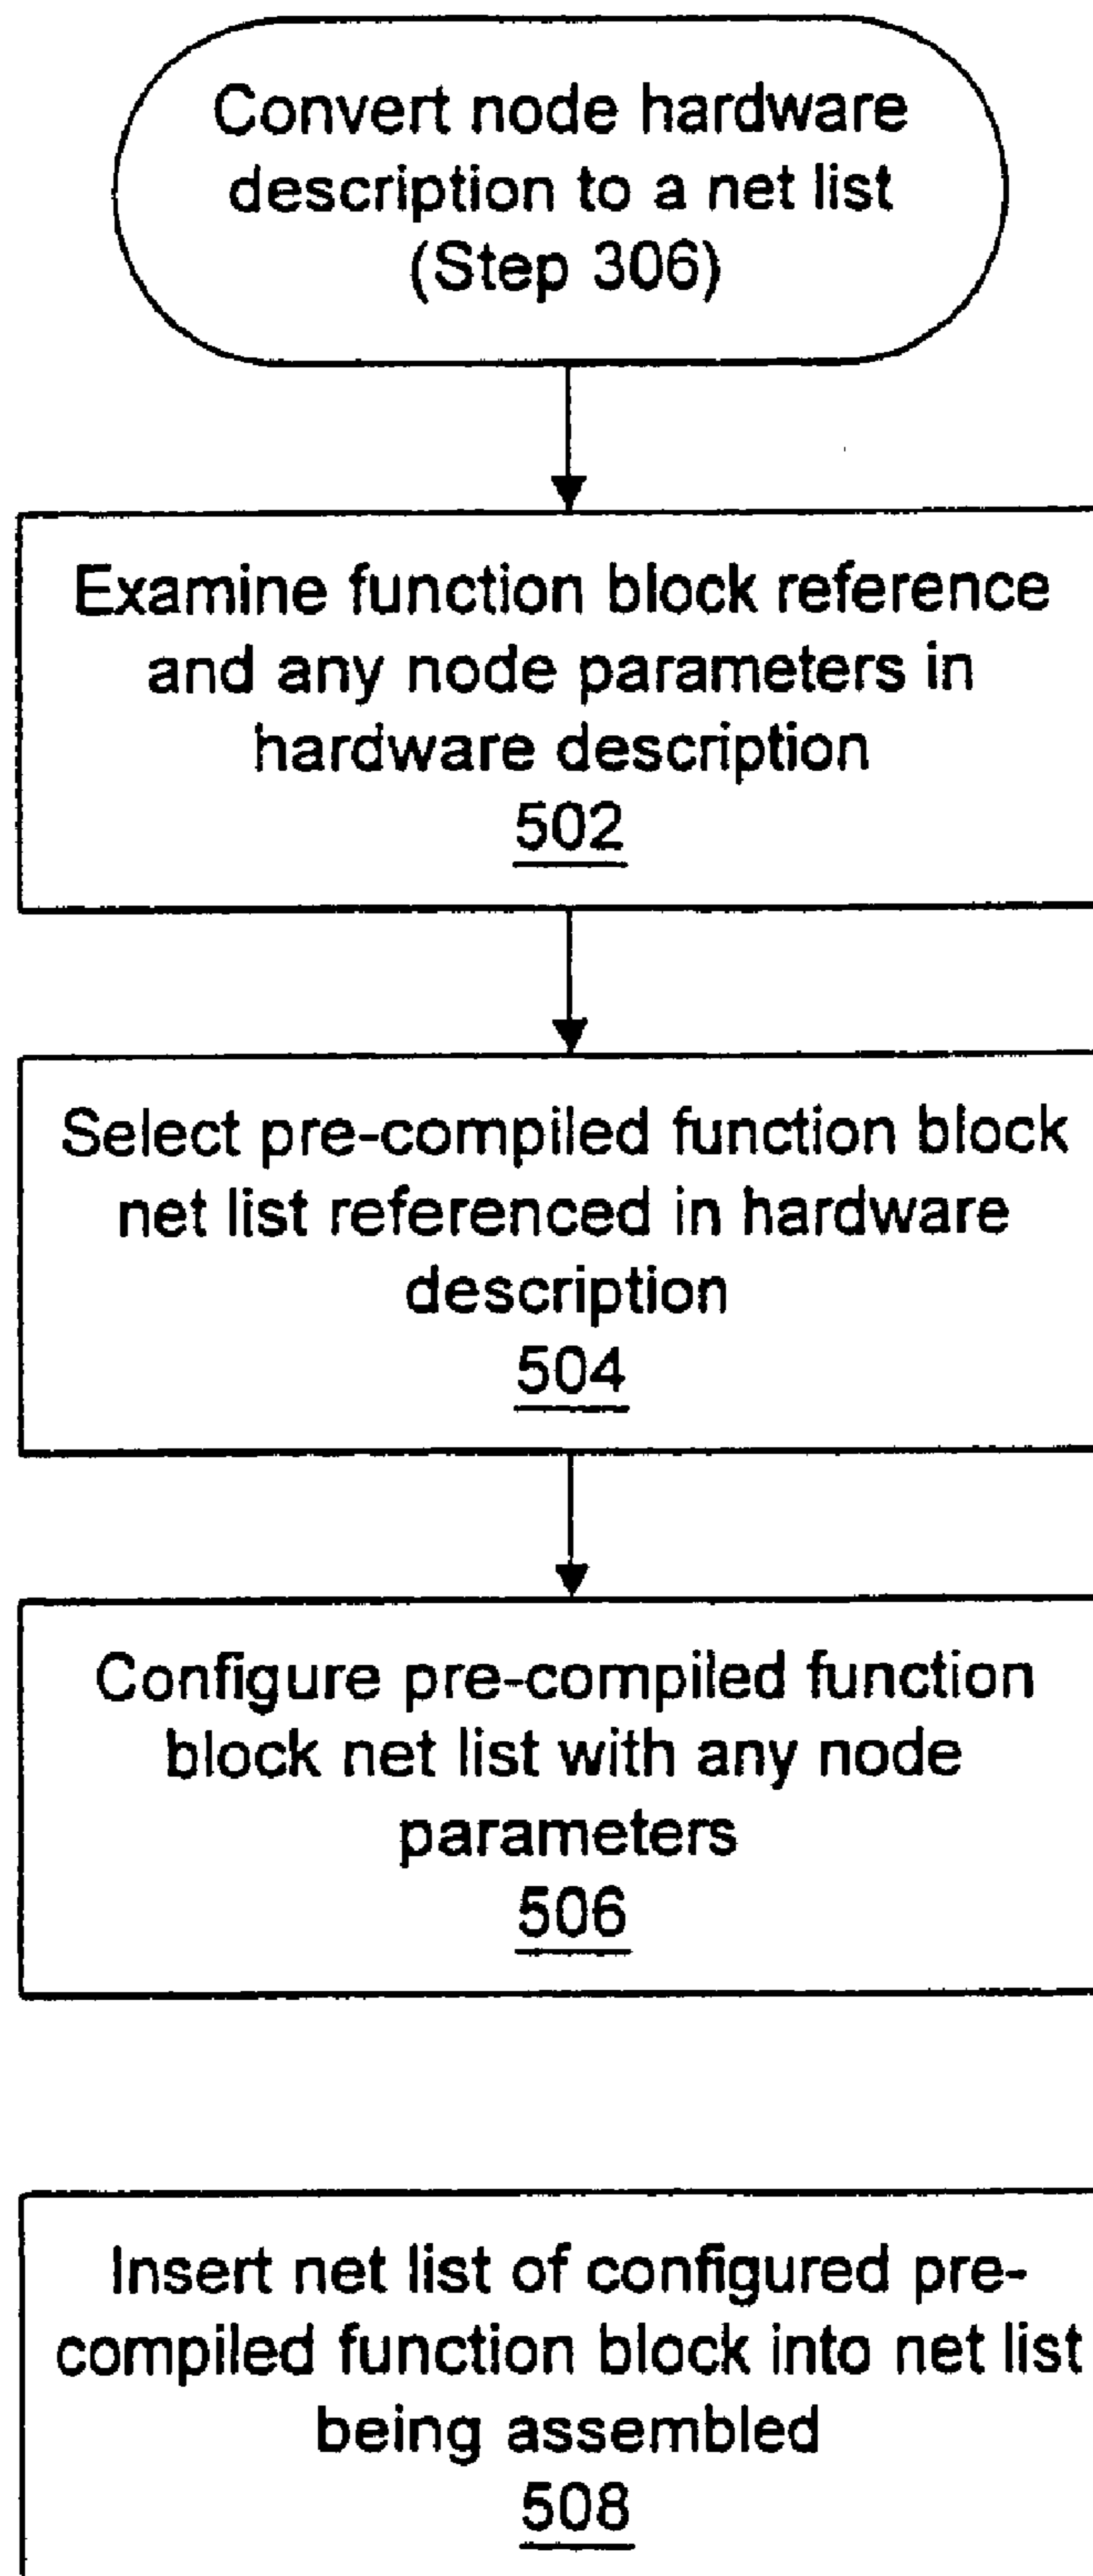 Convert node hardware
description to a net list
(Step 306)
Examine function block reference
and any node parameters in
hardware description
502
Select pre-compiled function block
net list referenced in hardware
description
504
Configure pre-compiled function
block net list with any node
parameters
506
Insert net list of configured pre-
compiled function block into net list
being assembled
508